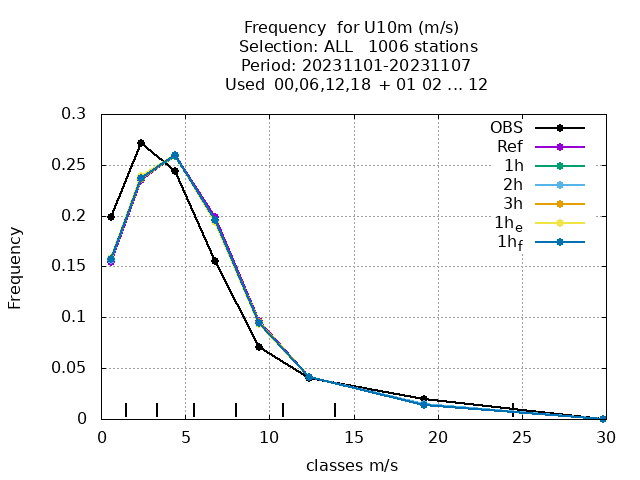 Frequency  for U10m (m/s)
Selection: ALL   1006 stations
Period: 20231101-20231107
Used  00,06,12,18  + 01 02 ... 12
0.3
0.25
0.2
0.15
0.1
0.05
0
Frequency
OBS
Ref
1h
2h
3h
1h_e
1h_f
0 5 10 15 20 25 30
classes m/s